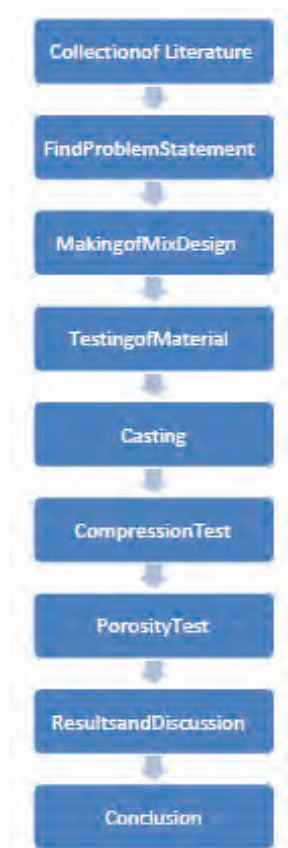 Collectionof Literature
FindProblemStatement
MakingofMixDesign
TestingofMaterial
Casting
CompressionTest
PorosityTest
ResultsandDiscussion
Conclusion